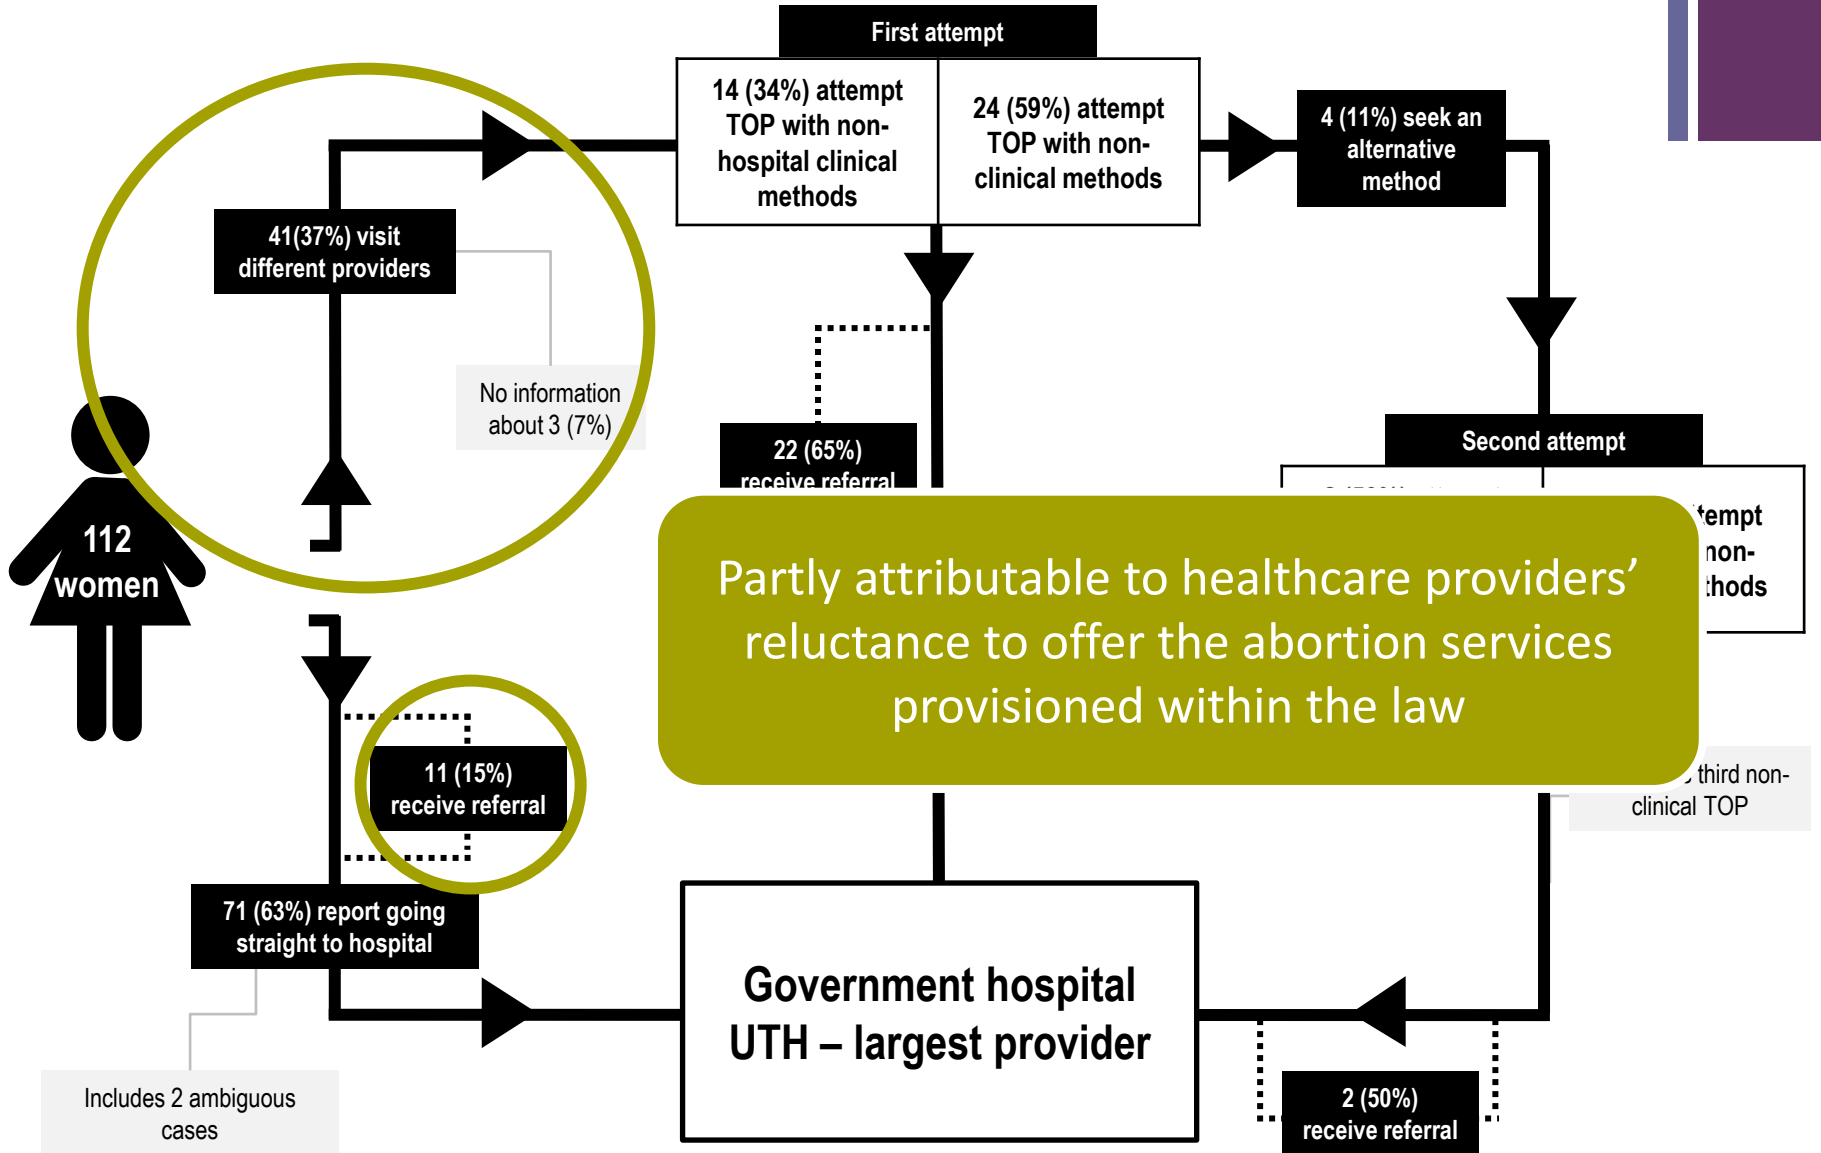 First attempt
14 (34%) attempt
TOP with non-
hospital clinical
methods
24 (59%) attempt
TOP with non-
clinical methods
4 (11%) seek an
alternative
method
41(37%) visit
different providers
No information
about 3 (7%)
112
women
22 (65%)
receive referral
Second attempt
non-
Partly attributable to healthcare providers’
reluctance to offer the abortion services
provisioned within the law
third non-
clinical TOP
11 (15%)
receive referral
71 (63%) report going
straight to hospital
Includes 2 ambiguous
cases
Government hospital
UTH – largest provider
2 (50%)
receive referral